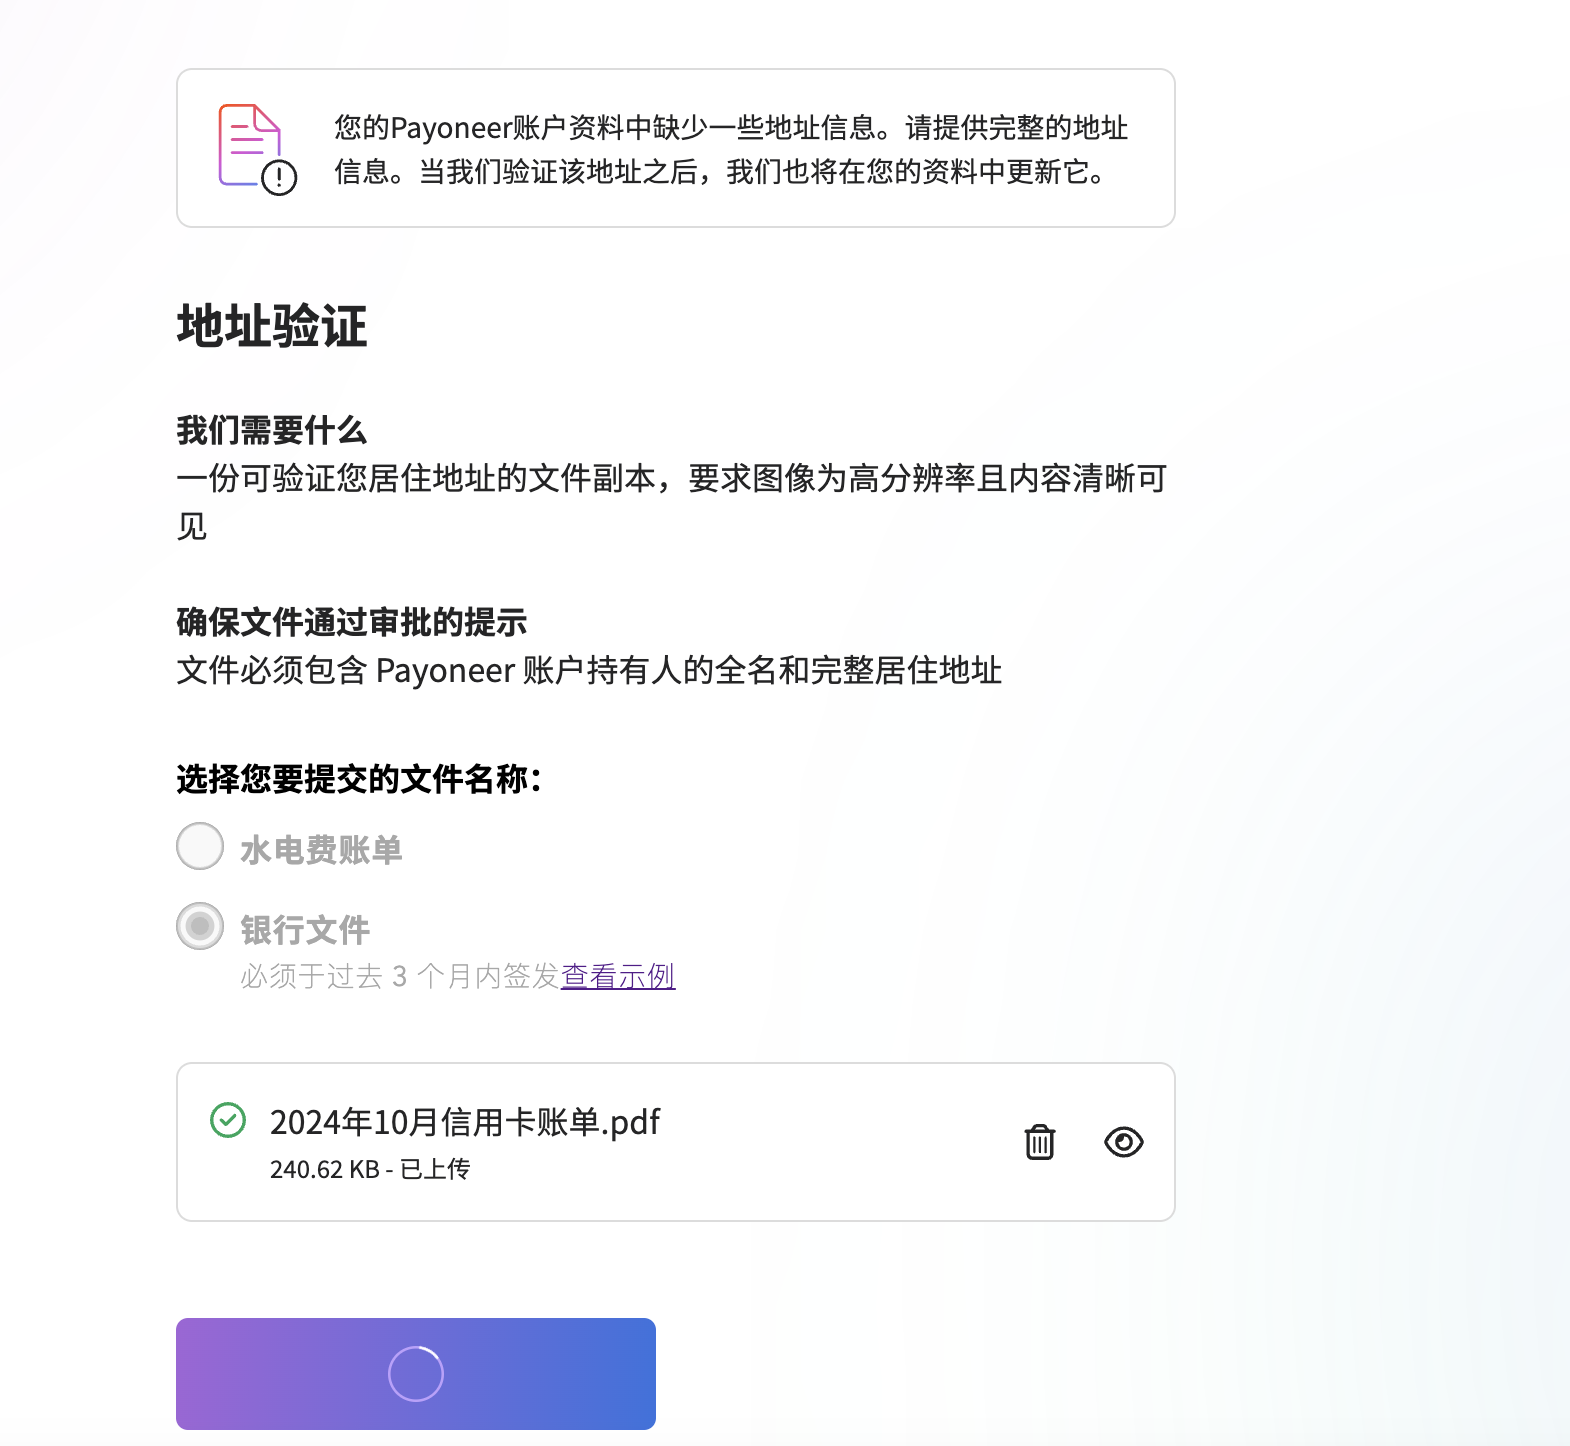 您的Payoneer账户资料中缺少一些地址信息。请提供完整的地址
信息。当我们验证该地址之后，我们也将在您的资料中更新它。
地址验证
我们需要什么
一份可验证您居住地址的文件副本，要求图像为高分辨率且内容清晰可
见
确保文件通过审批的提示
文件必须包含 Payoneer 账户持有人的全名和完整居住地址
选择您要提交的文件名称：
水电费账单
银行文件
必须于过去 3 个月内签发查看示例
2024年10月信用卡账单.pdf
240.62 KB - 已上传